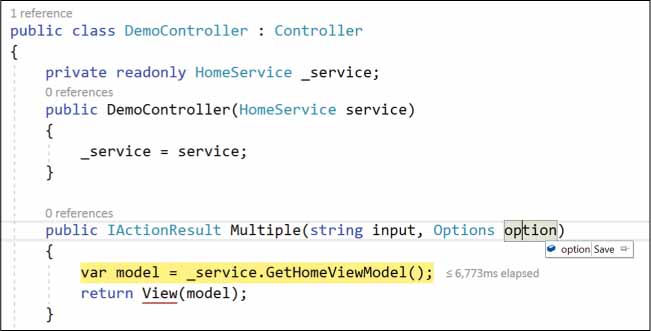 1 reference
public class DemoController : Controller
{
private readonly HomeService _service;
0 references
public DemoController(HomeService service)
{
_service = service;
}
0 references
public IActionResult Multiple(string input, Options option)
option Save
{
var model = _service.GetHomeViewModel(); ≤ 6,773ms elapsed
return View(model);
}